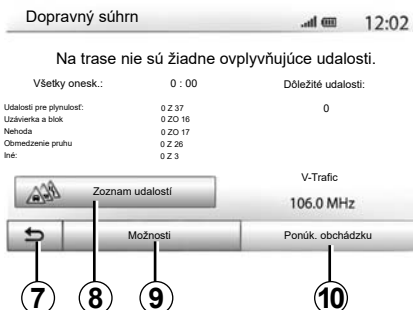 Dopravný súhrn 12:02
Na trase nie sú žiadne ovplyvňujúce udalosti.
Všetky onesk.: 0 : 00 Dôležité udalosti:
0
Udalosti pre plynulosť: 0 Z 37
Uzávierka a blok 0 ZO 16
Nehoda 0 ZO 17
Obmedzenie pruhu 0 Z 26
Iné: 0 Z 3
V-Trafic
Zoznam udalostí 106.0 MHz
Možnosti Ponúk. obchádzku
7 8 9 10